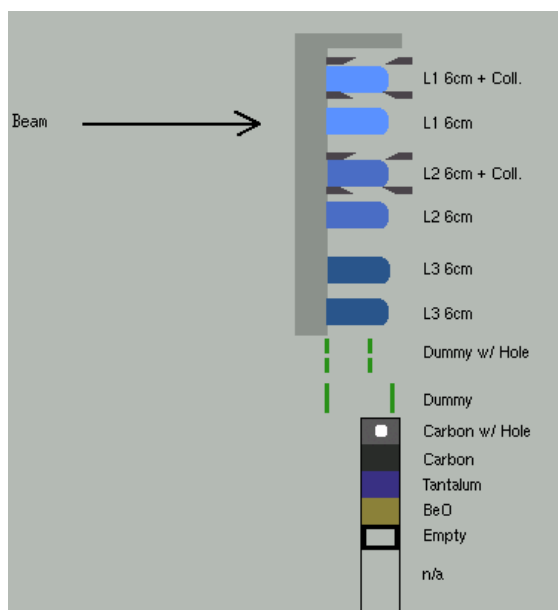 L1 6cm + Coll.
Beam
L1 6cm
L2 6cm + Coll.
L2 6cm
L3 6cm
L3 6cm
Dummy w/ Hole
Dummy
Carbon w/ Hole
Carbon
Tantalum
BeO
Empty
n/a